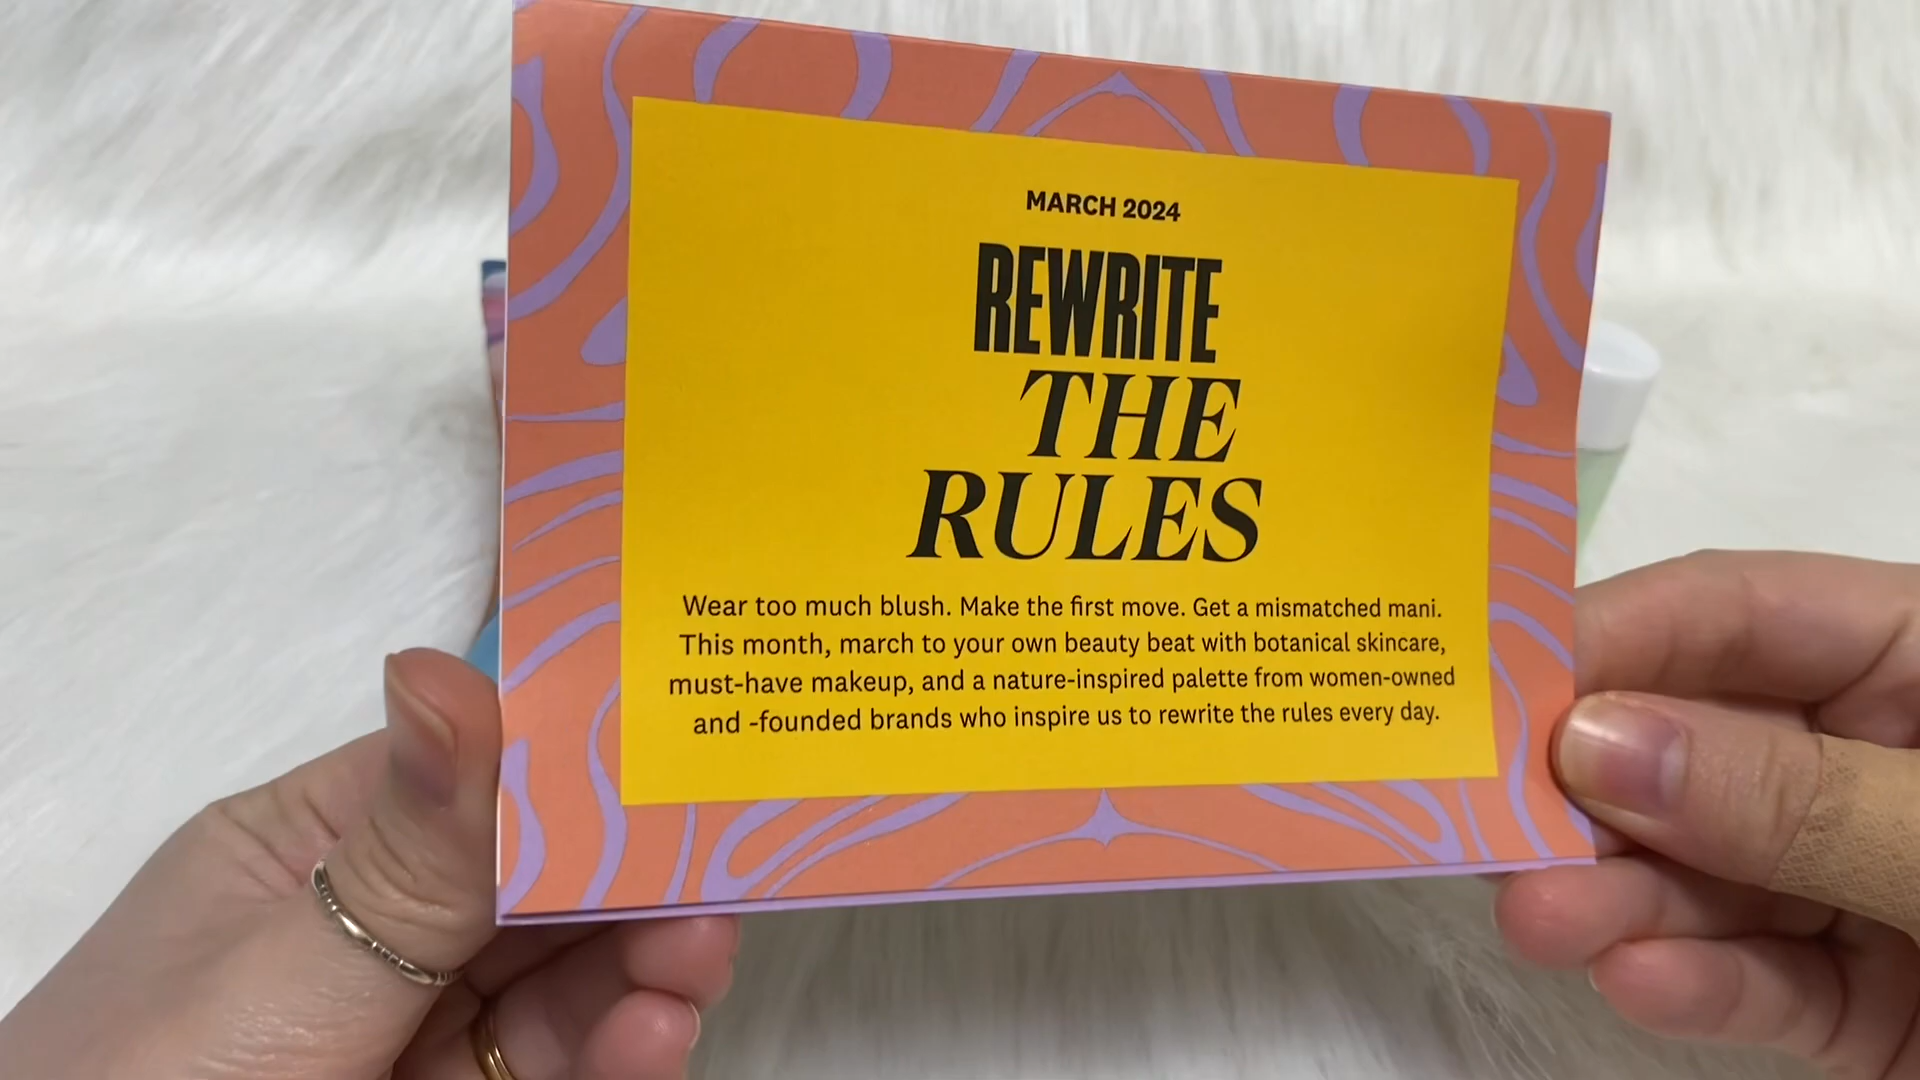 MARCH 2024
REWRITE
THE
RULES
Wear too much blush. Make the first move. Get a mismatched mani.
This month, march to your own beauty beat with botanical skincare,
must-have makeup, and a nature-inspired palette from women-owned
and -founded brands who inspire us to rewrite the rules every day.